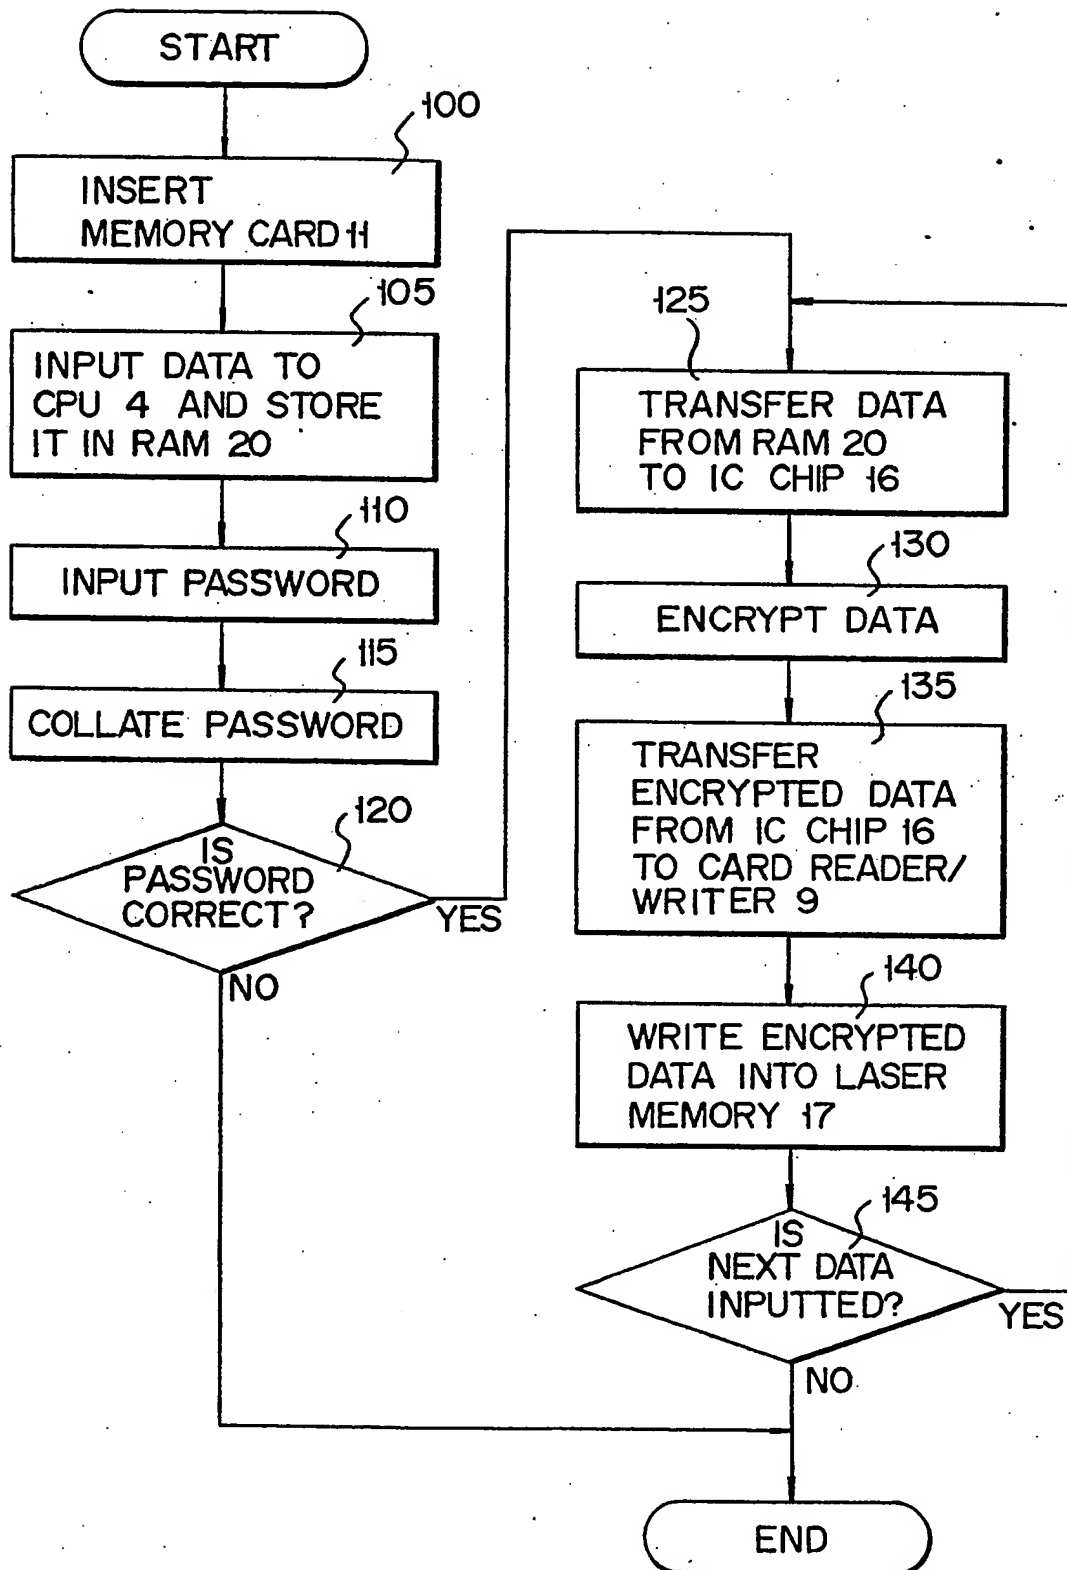 START
100
INSERT
MEMORY CARD 11
105
INPUT DATA TO
CPU 4 AND STORE
IT IN RAM 20
110
INPUT PASSWORD
115
COLLATE PASSWORD
120
IS
PASSWORD
CORRECT?
YES
NO
125
TRANSFER DATA
FROM RAM 20
TO IC CHIP 16
130
ENCRYPT DATA
135
TRANSFER
ENCRYPTED DATA
FROM IC CHIP 16
TO CARD READER/
WRITER 9
140
WRITE ENCRYPTED
DATA INTO LASER
MEMORY 17
145
IS
NEXT DATA
INPUTTED?
YES
NO
END